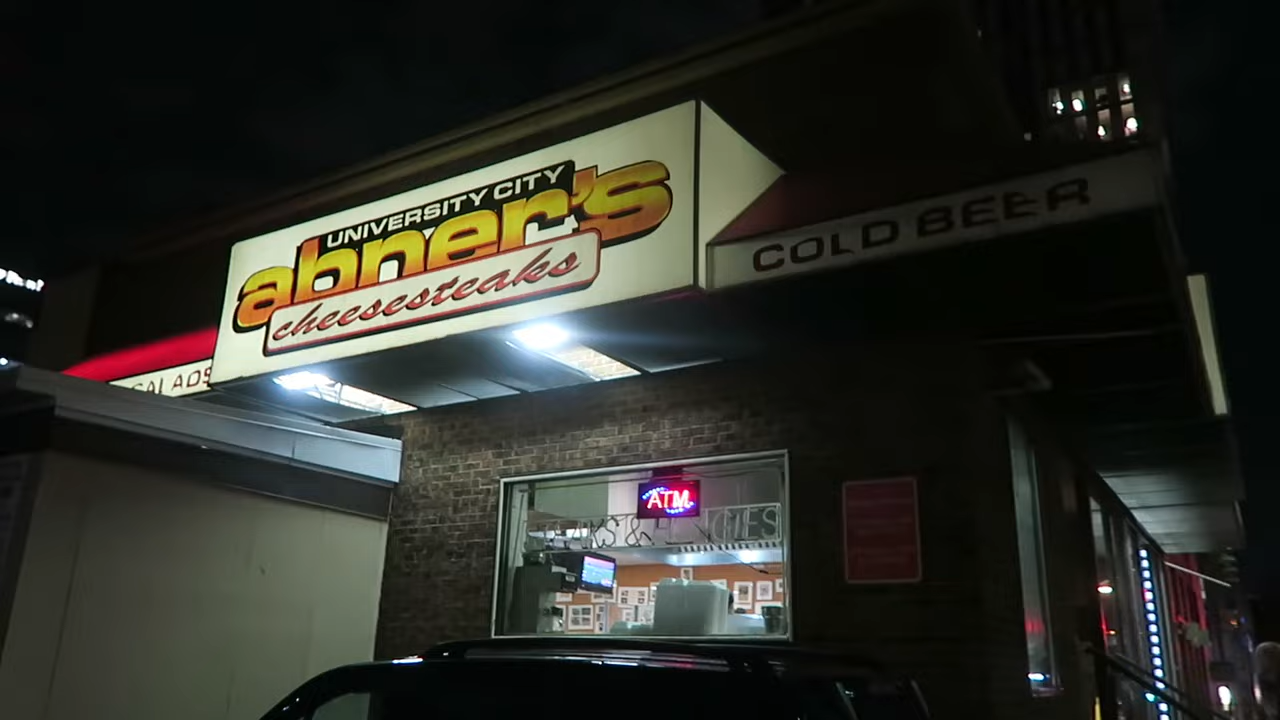 UNIVERSITY CITY
abner's
cheesesteaks
COLD BEER
SALADS
ATM